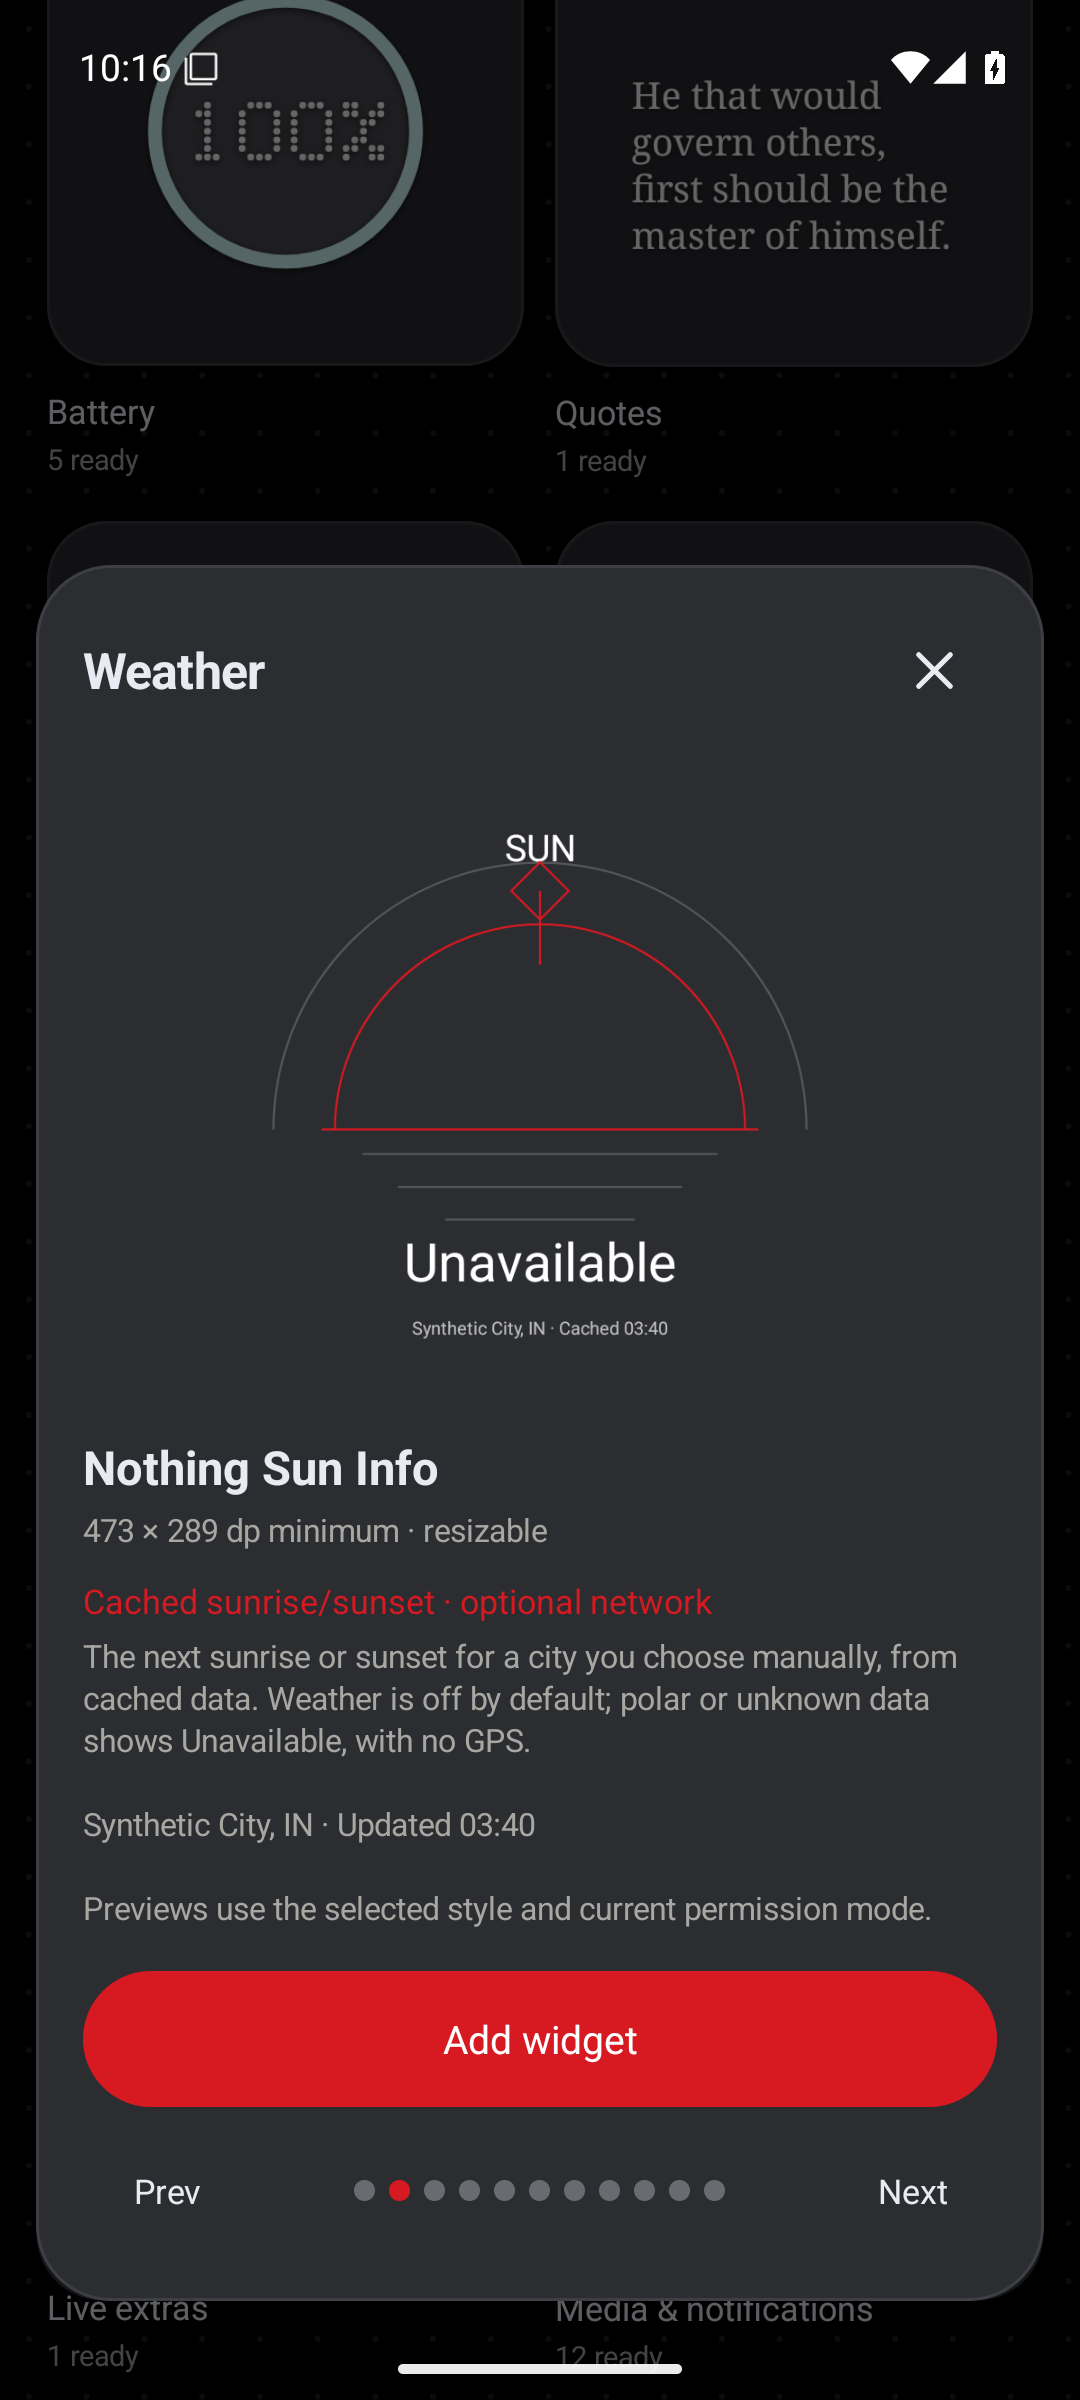 10:16
100%
He that would
govern others,
first should be the
master of himself.
Battery
5 ready
Quotes
1 ready
Weather
SUN
Unavailable
Synthetic City, IN · Cached 03:40
Nothing Sun Info
473 × 289 dp minimum · resizable
Cached sunrise/sunset · optional network
The next sunrise or sunset for a city you choose manually, from
cached data. Weather is off by default; polar or unknown data
shows Unavailable, with no GPS.
Synthetic City, IN · Updated 03:40
Previews use the selected style and current permission mode.
Add widget
Prev
Next
Live extras
1 ready
Media & notifications
12 ready